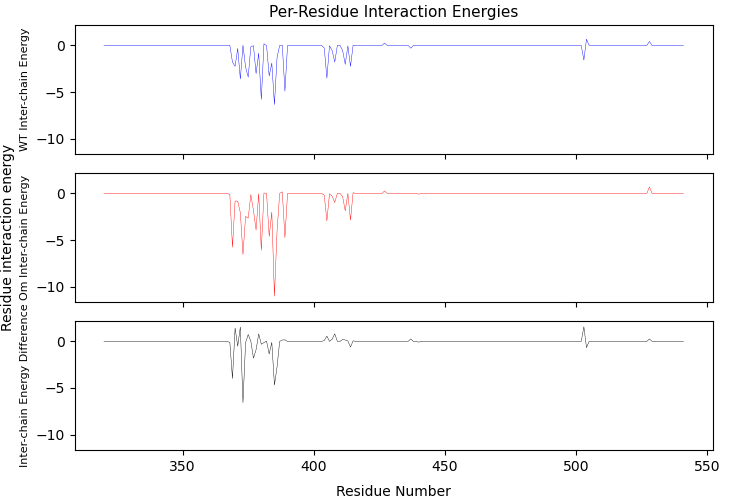 Per-Residue Interaction Energies
Residue interaction energy
WT Inter-chain Energy
0
−5
−10
Om Inter-chain Energy
0
−5
−10
Inter-chain Energy Difference
0
−5
−10
350
400
450
500
550
Residue Number